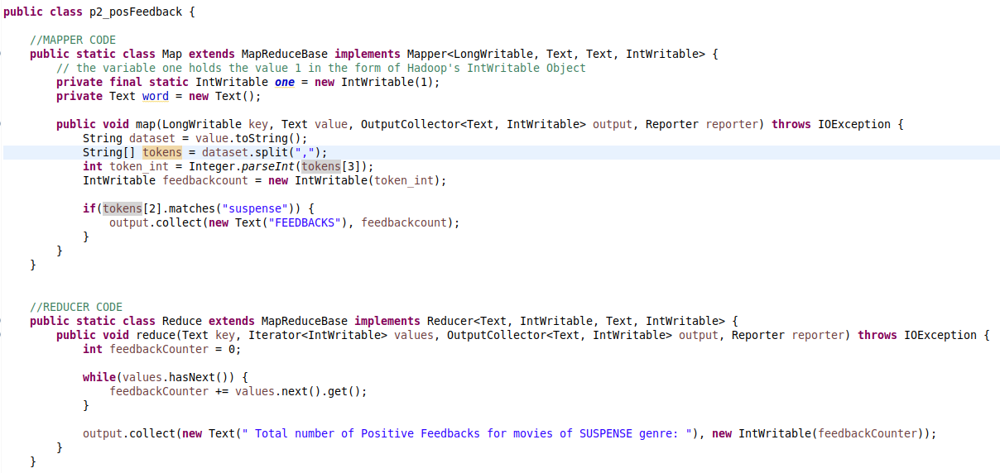 public class p2_posFeedback {
//MAPPER CODE
public static class Map extends MapReduceBase implements Mapper<LongWritable, Text, Text, IntWritable> {
// the variable one holds the value 1 in the form of Hadoop's IntWritable Object
private final static IntWritable one = new IntWritable(1);
private Text word = new Text();
public void map(LongWritable key, Text value, OutputCollector<Text, IntWritable> output, Reporter reporter) throws IOException {
String dataset = value.toString();
String[] tokens = dataset.split(",");
int token_int = Integer.parseInt(tokens[3]);
IntWritable feedbackcount = new IntWritable(token_int);
if(tokens[2].matches("suspense")) {
output.collect(new Text("FEEDBACKS"), feedbackcount);
}
}
}
//REDUCER CODE
public static class Reduce extends MapReduceBase implements Reducer<Text, IntWritable, Text, IntWritable> {
public void reduce(Text key, Iterator<IntWritable> values, OutputCollector<Text, IntWritable> output, Reporter reporter) throws IOException {
int feedbackCounter = 0;
while(values.hasNext()) {
feedbackCounter += values.next().get();
}
output.collect(new Text(" Total number of Positive Feedbacks for movies of SUSPENSE genre: "), new IntWritable(feedbackCounter));
}
}